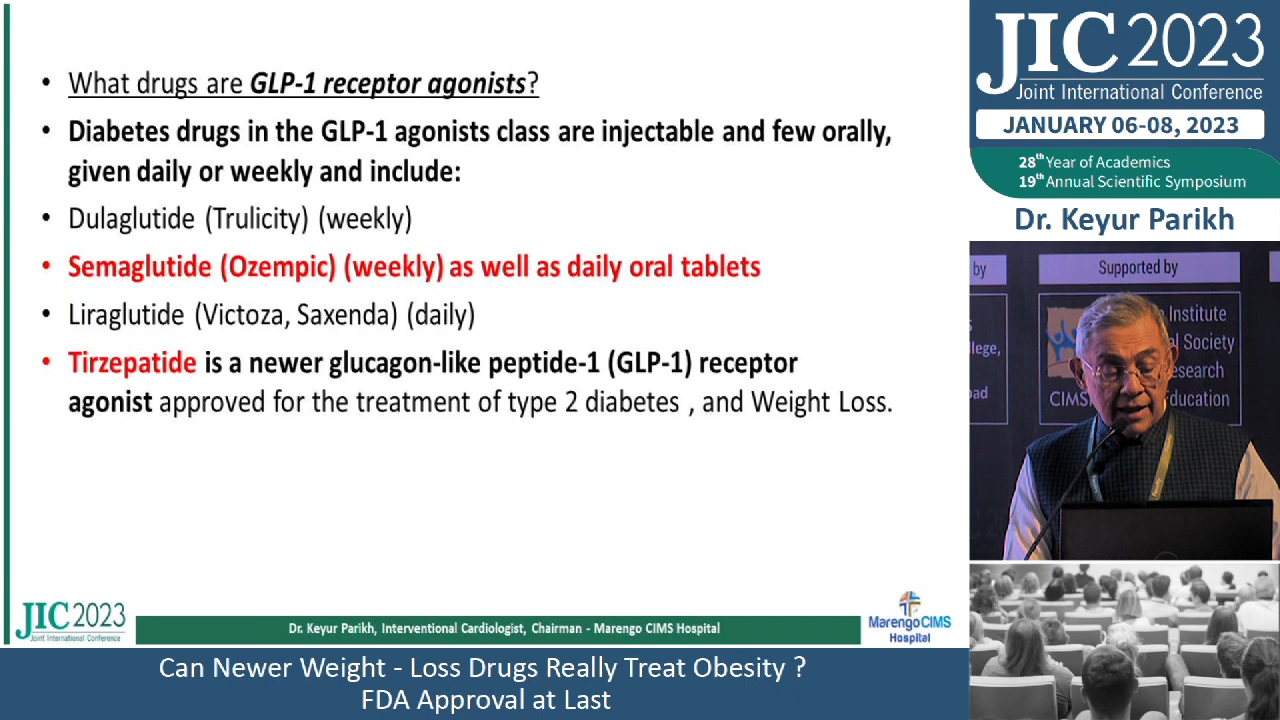 • What drugs are GLP-1 receptor agonists?
• Diabetes drugs in the GLP-1 agonists class are injectable and few orally,
given daily or weekly and include:
• Dulaglutide (Trulicity) (weekly)
• Semaglutide (Ozempic) (weekly) as well as daily oral tablets
• Liraglutide (Victoza, Saxenda) (daily)
• Tirzepatide is a newer glucagon-like peptide-1 (GLP-1) receptor
agonist approved for the treatment of type 2 diabetes , and Weight Loss.
JIC 2023
Joint International Conference
Dr. Keyur Parikh, Interventional Cardiologist, Chairman - Marengo CIMS Hospital
Marengo CIMS
Hospital
Can Newer Weight - Loss Drugs Really Treat Obesity ?
FDA Approval at Last
JIC 2023
Joint International Conference
JANUARY 06-08, 2023
28th Year of Academics
19th Annual Scientific Symposium
Dr. Keyur Parikh
by
Supported by
Institute
Society
CIMS
Education